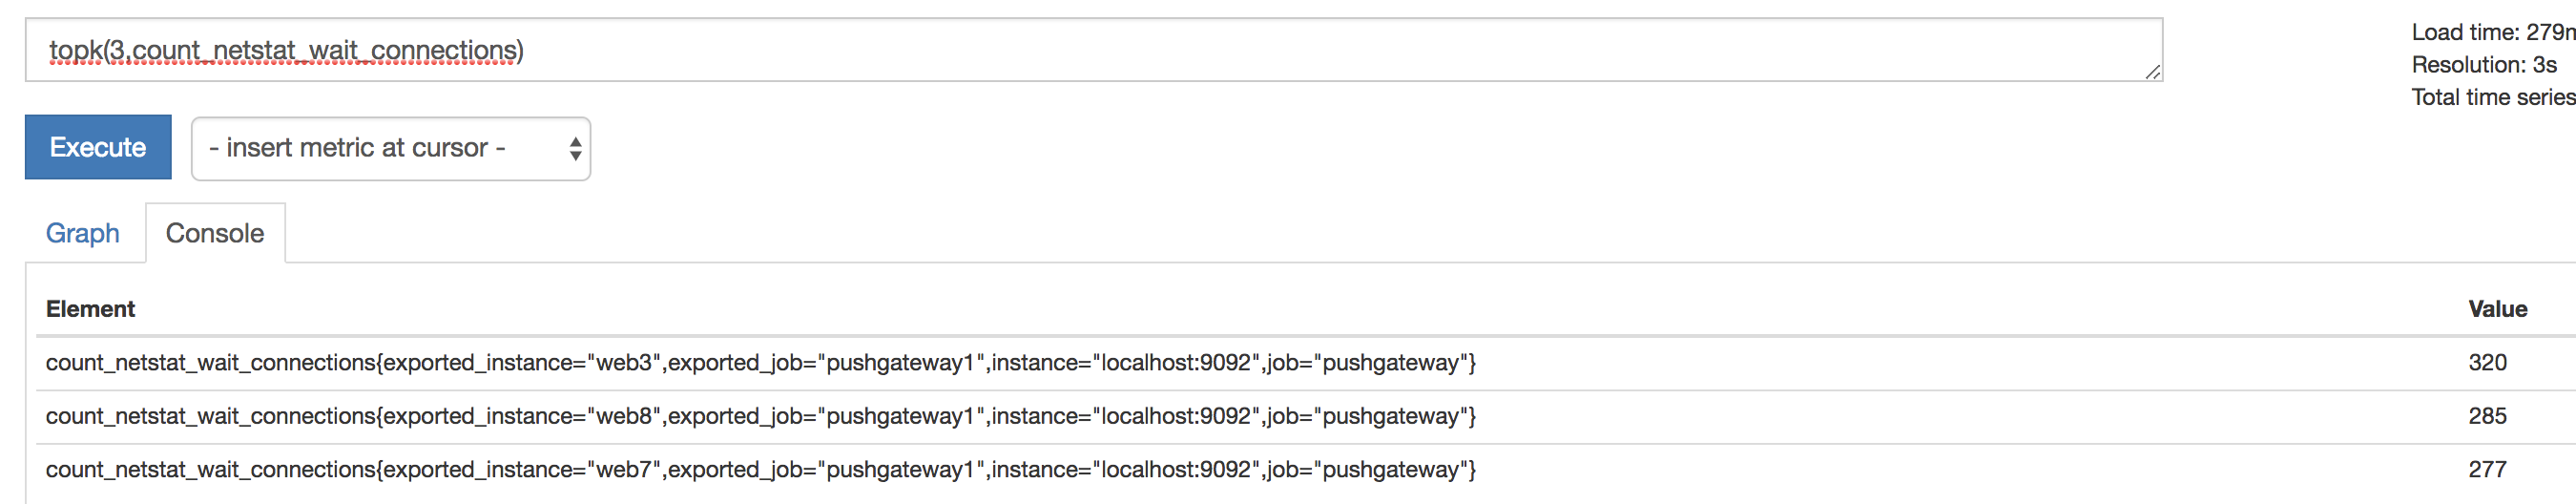 topk(3,count_netstat_wait_connections)
Load time: 279m
Resolution: 3s
Total time series
Execute
- insert metric at cursor -
Graph
Console
Element Value
count_netstat_wait_connections{exported_instance="web3",exported_job="pushgateway1",instance="localhost:9092",job="pushgateway"} 320
count_netstat_wait_connections{exported_instance="web8",exported_job="pushgateway1",instance="localhost:9092",job="pushgateway"} 285
count_netstat_wait_connections{exported_instance="web7",exported_job="pushgateway1",instance="localhost:9092",job="pushgateway"} 277